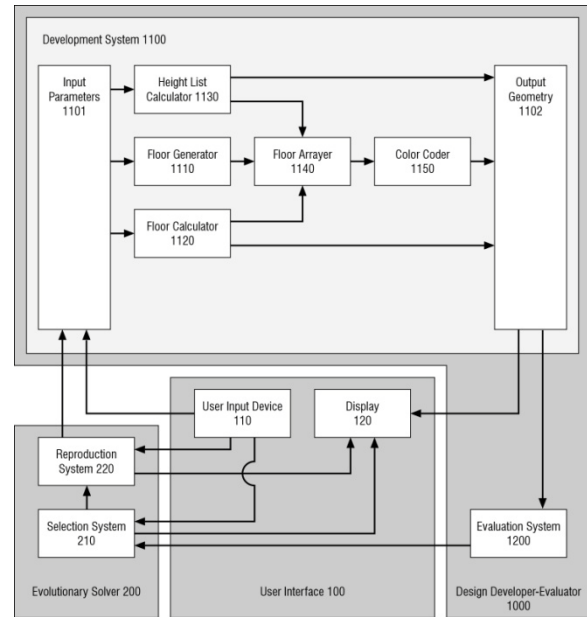 Development System 1100
Input
Parameters
1101
Height List
Calculator 1130
Output
Geometry
1102
Floor Generator
1110
Floor Arrayer
1140
Color Coder
1150
Floor Calculator
1120
User Input Device
110
Display
120
Reproduction
System 220
Selection System
210
Evaluation System
1200
Evolutionary Solver 200
User Interface 100
Design Developer-Evaluator
1000